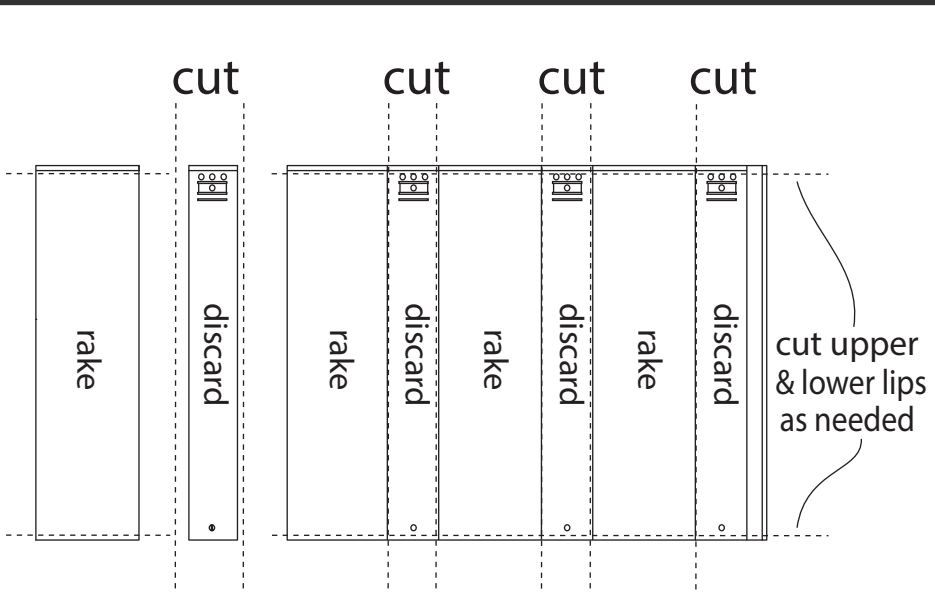 cut
cut
cut
cut
rake
discard
rake
discard
rake
discard
rake
discard
cut upper
& lower lips
as needed